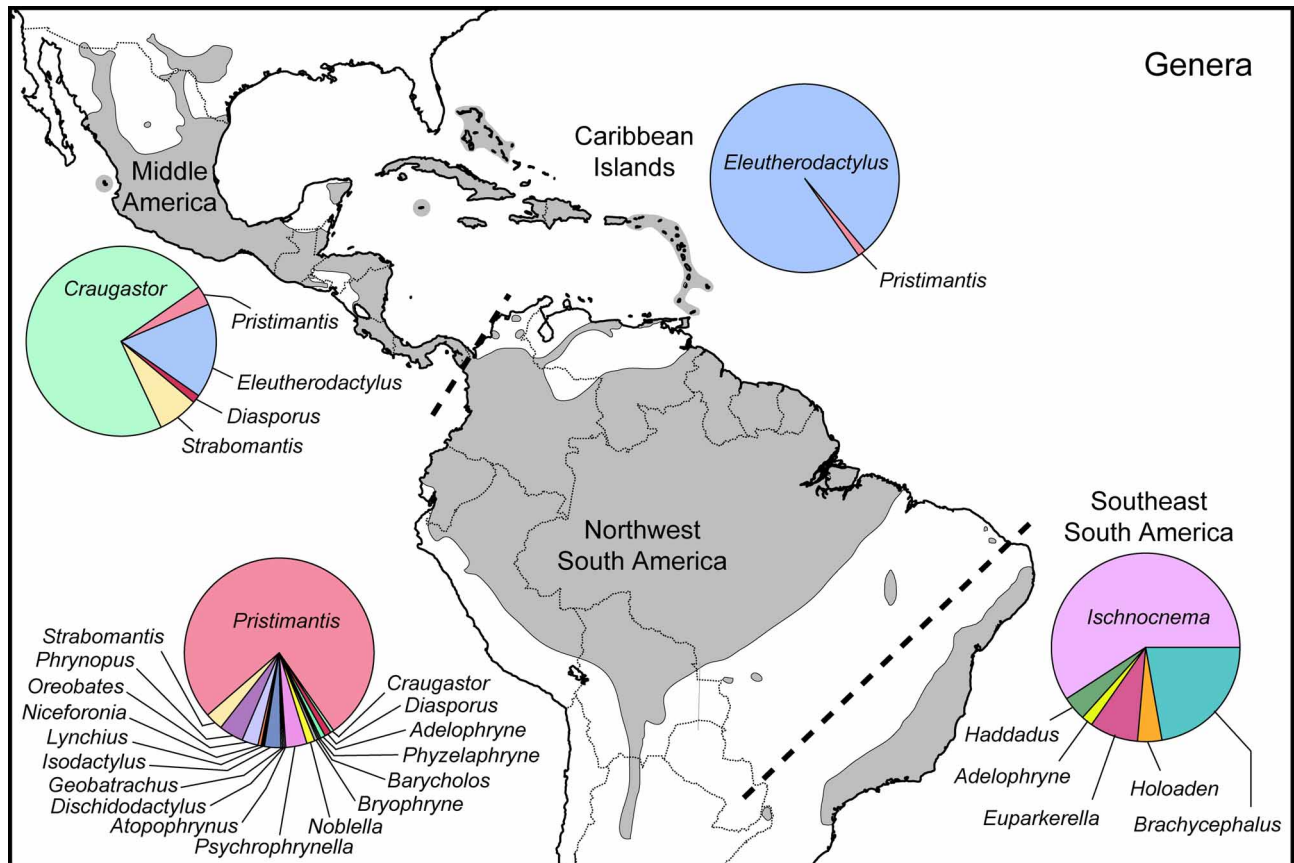 Genera
Caribbean
Islands
Eleutherodactylus
Pristimantis
Middle
America
Craugastor
Pristimantis
Eleutherodactylus
Diasporus
Strabomantis
Northwest
South America
Southeast
South America
Ischnocnema
Haddadus
Adelophryne
Euparkerella
Holoaden
Brachycephalus
Pristimantis
Strabomantis
Phrynopus
Oreobates
Niceforonia
Lynchius
Isodactylus
Geobatrachus
Dischidodactylus
Atopophrynus
Psychrophrynella
Noblella
Bryophryne
Barycholos
Phyzelaphryne
Adelophryne
Diasporus
Craugastor